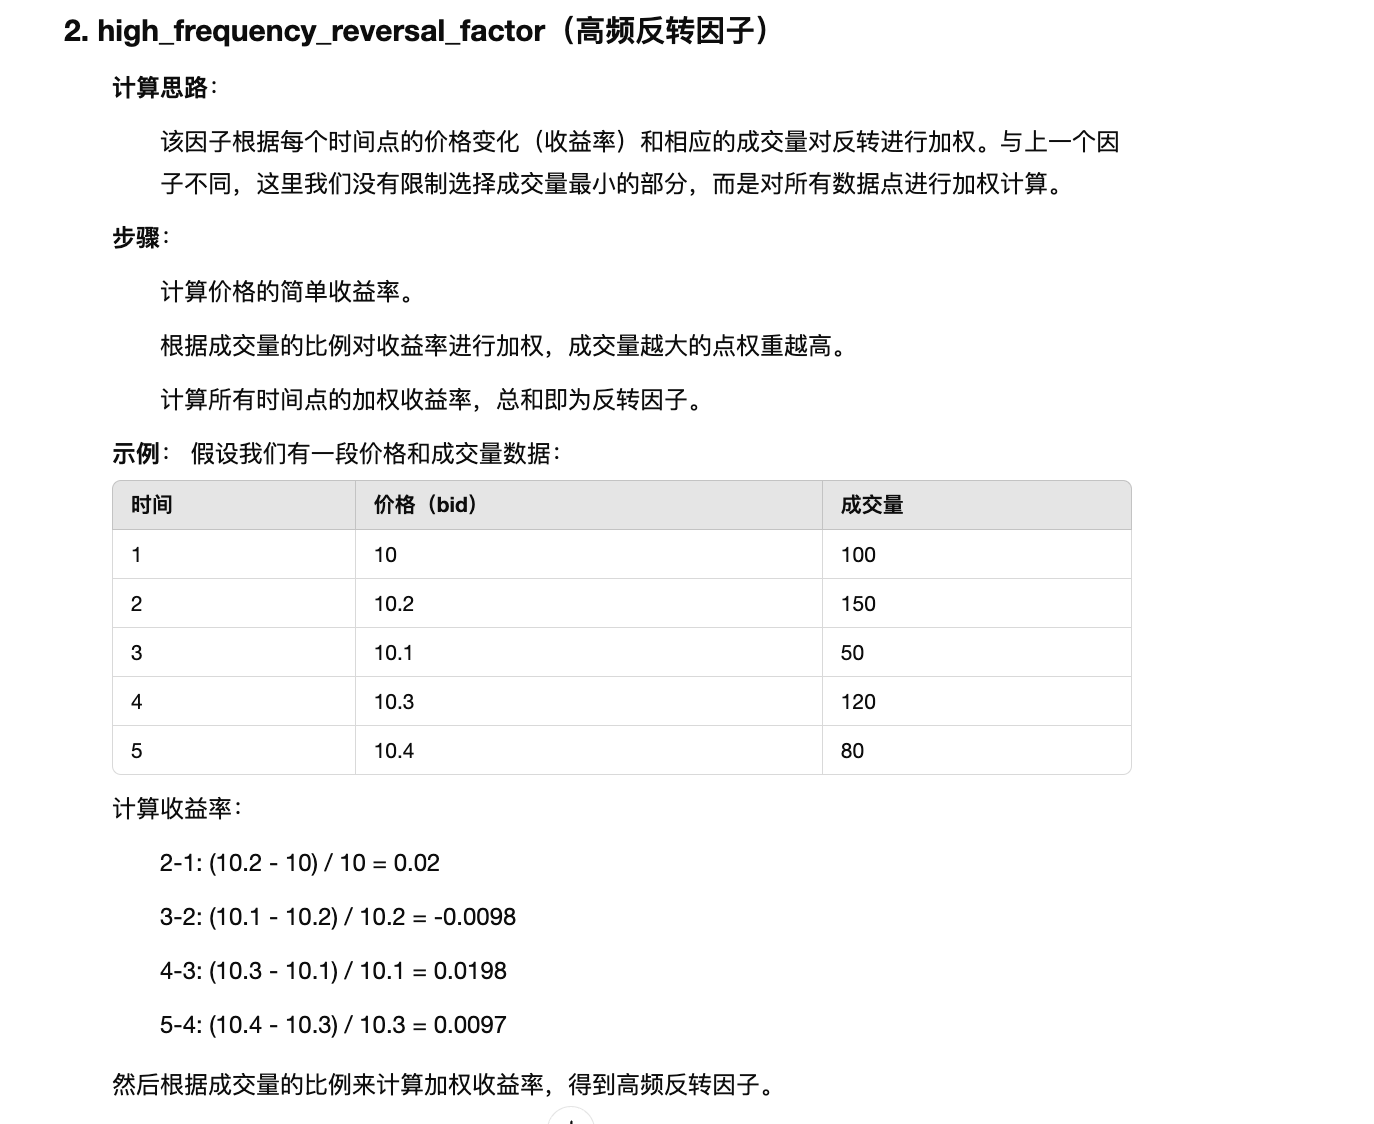 2. high_frequency_reversal_factor（高频反转因子）
计算思路：
该因子根据每个时间点的价格变化（收益率）和相应的成交量对反转进行加权。与上一个因
子不同，这里我们没有限制选择成交量最小的部分，而是对所有数据点进行加权计算。
步骤：
计算价格的简单收益率。
根据成交量的比例对收益率进行加权，成交量越大的点权重越高。
计算所有时间点的加权收益率，总和即为反转因子。
示例： 假设我们有一段价格和成交量数据：
时间 价格（bid） 成交量
1 10 100
2 10.2 150
3 10.1 50
4 10.3 120
5 10.4 80
计算收益率：
2-1: (10.2 - 10) / 10 = 0.02
3-2: (10.1 - 10.2) / 10.2 = -0.0098
4-3: (10.3 - 10.1) / 10.1 = 0.0198
5-4: (10.4 - 10.3) / 10.3 = 0.0097
然后根据成交量的比例来计算加权收益率，得到高频反转因子。